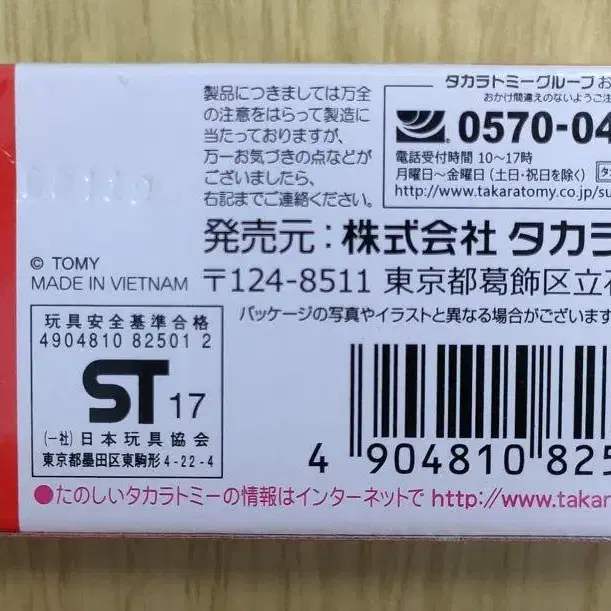 製品につきましては万全
の注意をはらって製造に
当たっておりますが、
万一お気づきの点などが
ございましたら、
右記までご連絡ください。
タカラトミーグループお
おかけ間違えのないようご注
0570-04
電話受付時間 10～17時
月曜日～金曜日(土・日・祝日を除く)
http://www.takaratomy.co.jp/su
発売元:株式会社 タカラ
© TOMY
MADE IN VIETNAM
〒124-8511 東京都葛飾区立石
パッケージの写真やイラストと異なる場合がございます
玩具安全基準合格
4904810 82501 2
ST 17
(一社)日本玩具協会
東京都墨田区東駒形4-22-4
4 904810 825
●たのしいタカラトミーの情報はインターネットで http://www.takar